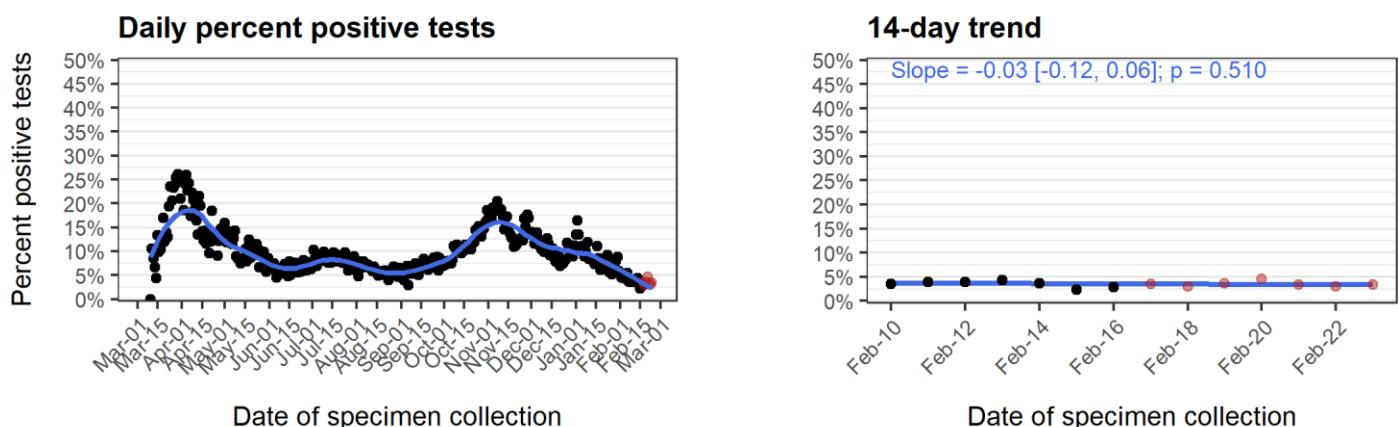 Daily percent positive tests
Percent positive tests
50%
45%
40%
35%
30%
25%
20%
15%
10%
5%
0%
Mar-01
Mar-15
Apr-01
Apr-15
May-01
May-15
Jun-01
Jun-15
Jul-01
Jul-15
Aug-01
Aug-15
Sep-01
Sep-15
Oct-01
Oct-15
Nov-01
Nov-15
Dec-01
Dec-15
Jan-01
Jan-15
Feb-01
Feb-15
Mar-01
Date of specimen collection
14-day trend
Slope = -0.03 [-0.12, 0.06]; p = 0.510
50%
45%
40%
35%
30%
25%
20%
15%
10%
5%
0%
Feb-10
Feb-12
Feb-14
Feb-16
Feb-18
Feb-20
Feb-22
Date of specimen collection